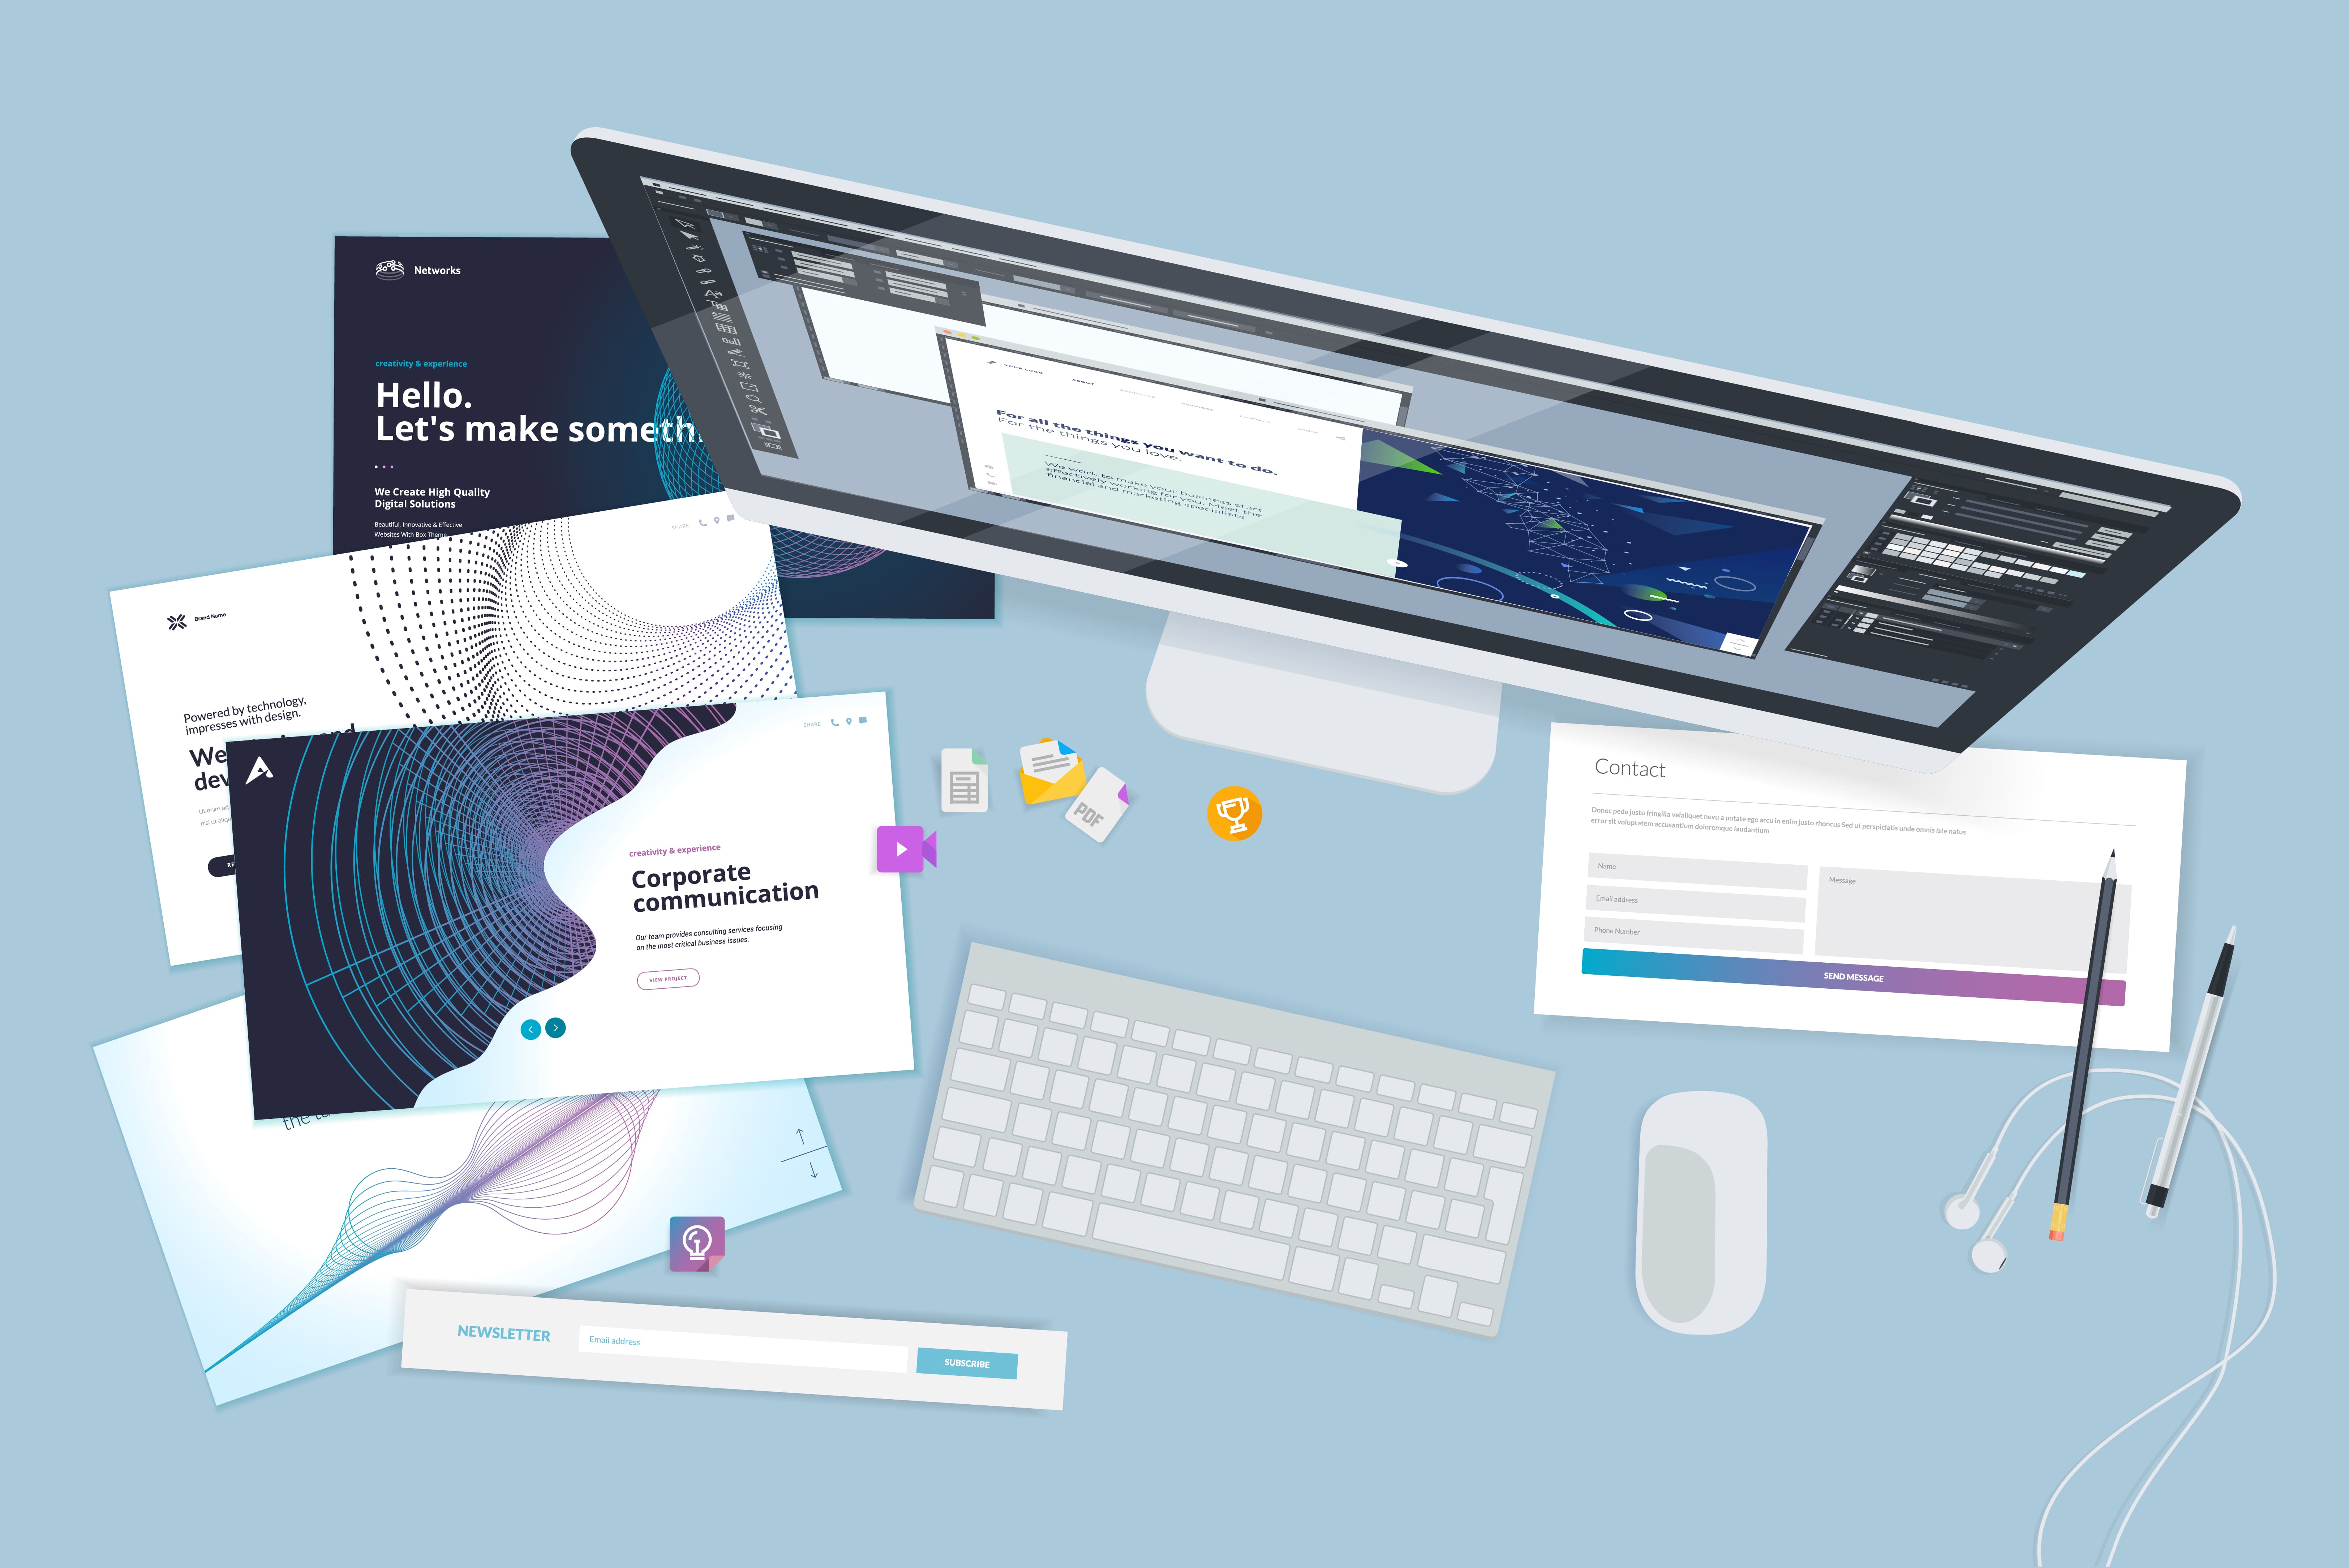 Networks
creativity & experience
Hello.
Let's make someth
We Create High Quality
Digital Solutions
Beautiful, Innovative & Effective
Websites With Box Theme
SHARE
Brand Name
Powered by technology,
impresses with design.
We
dev
Ut enim ad
nisi ut aliqu
RE
SHARE
creativity & experience
Corporate
communication
Our team provides consulting services focusing
on the most critical business issues.
VIEW PROJECT
the
NEWSLETTER
Email address
SUBSCRIBE
YOUR LOGO
ABOUT
PRODUCTS
SERVICES
CONTACT
LOGIN
For all the things you want to do.
For the things you love.
We work to make your business start
effectively working for you. Meet the
financial and marketing specialists.
PDF
Contact
Donec pede justo fringilla velaliquet nevu a putate ege arcu in enim justo rhoncus Sed ut perspiciatis unde omnis iste natus
error sit voluptatem accusantium doloremque laudantium
Name
Email address
Phone Number
Message
SEND MESSAGE